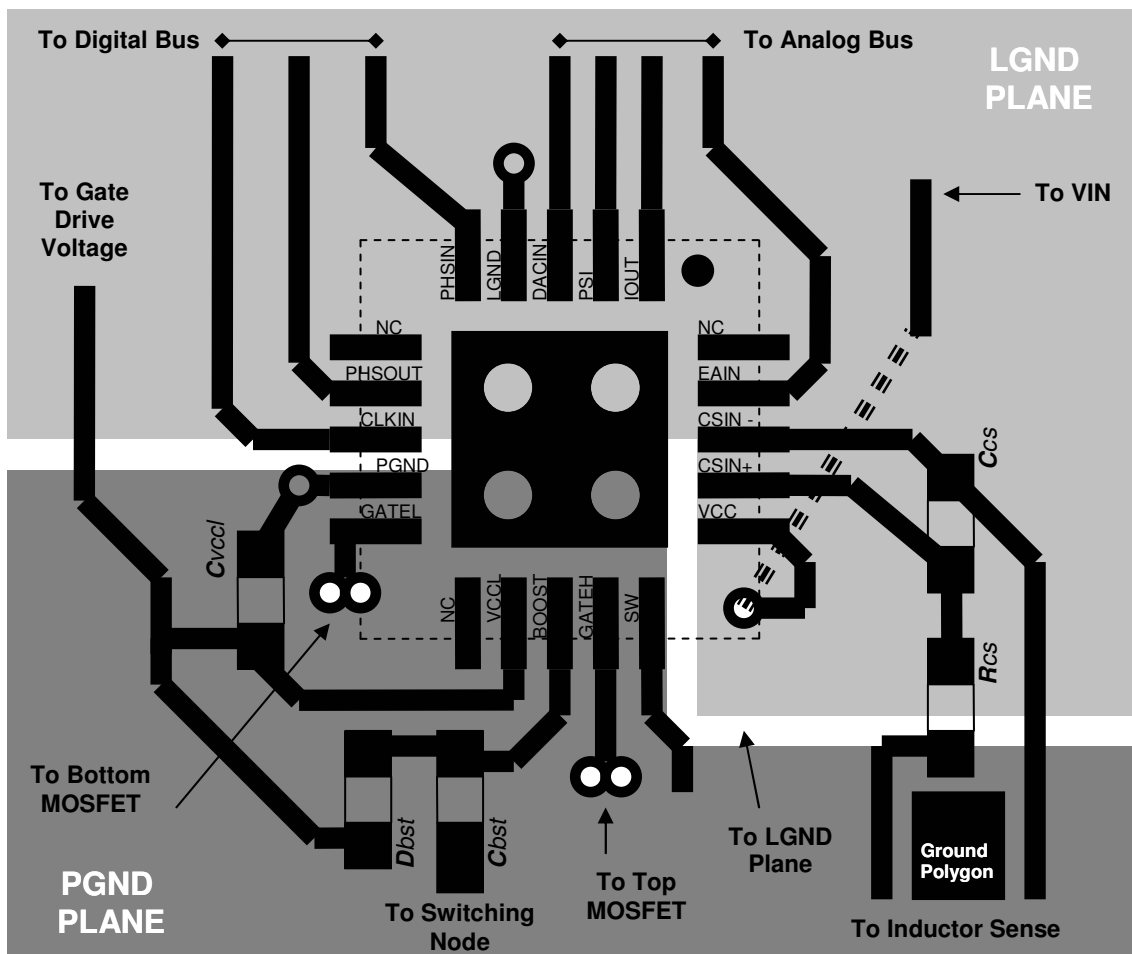 To Digital Bus
To Analog Bus
LGND
PLANE
To Gate
Drive
Voltage
To VIN
PHSIN
LGND
DACIN
PSI
IOUT
NC
PHSOUT
CLKIN
PGND
GATEL
NC
EAIN
CSIN -
CSIN+
VCC
Ccs
Cvccl
NC
VCCL
BOOST
GATEH
SW
Rcs
To Bottom
MOSFET
Dbst
Cbst
To LGND
Plane
Ground
Polygon
PGND
PLANE
To Top
MOSFET
To Switching
Node
To Inductor Sense